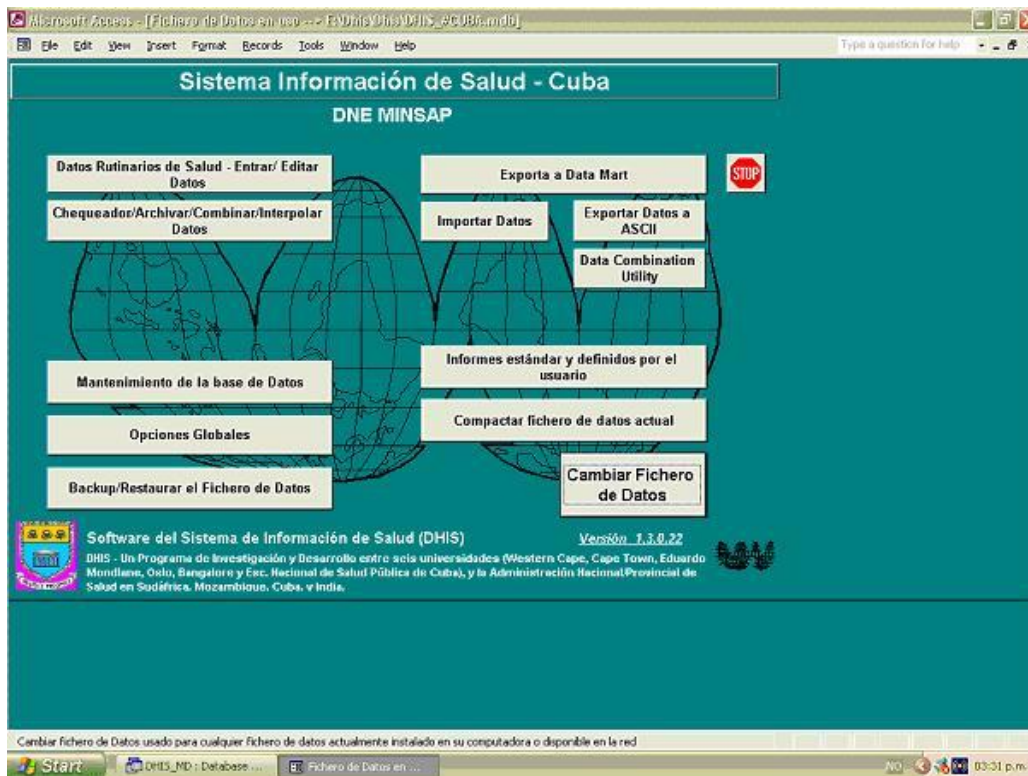 Microsoft Access - [Fichero de Datos en uso --> F:\Dhis\Dhis\DHIS_#CUBA.mdb]
File Edit View Insert Format Records Tools Window Help
Type a question for help
Sistema Información de Salud - Cuba
DNE MINSAP
Datos Rutinarios de Salud - Entrar/ Editar
Datos
Exporta a Data Mart
STOP
Chequeador/Archivar/Combinar/Interpolar
Datos
Importar Datos
Exportar Datos a
ASCII
Data Combination
Utility
Mantenimiento de la base de Datos
Informes estándar y definidos por el
usuario
Opciones Globales
Compactar fichero de datos actual
Backup/Restaurar el Fichero de Datos
Cambiar Fichero
de Datos
Software del Sistema de Información de Salud (DHIS)
Versión 1.3.0.22
DHIS - Un Programa de Investigación y Desarrollo entre seis universidades (Western Cape, Cape Town, Eduardo
Mondlane, Oslo, Bangalore y Esc. Nacional de Salud Pública de Cuba), y la Administración Nacional/Provincial de
Salud en Sudáfrica, Mozambique, Cuba, y India.
Cambiar fichero de Datos usado para cualquier fichero de datos actualmente instalado en su computadora o disponible en la red
Start
DHIS_MD : Database ...
Fichero de Datos en ...
NO
03:31 p.m.